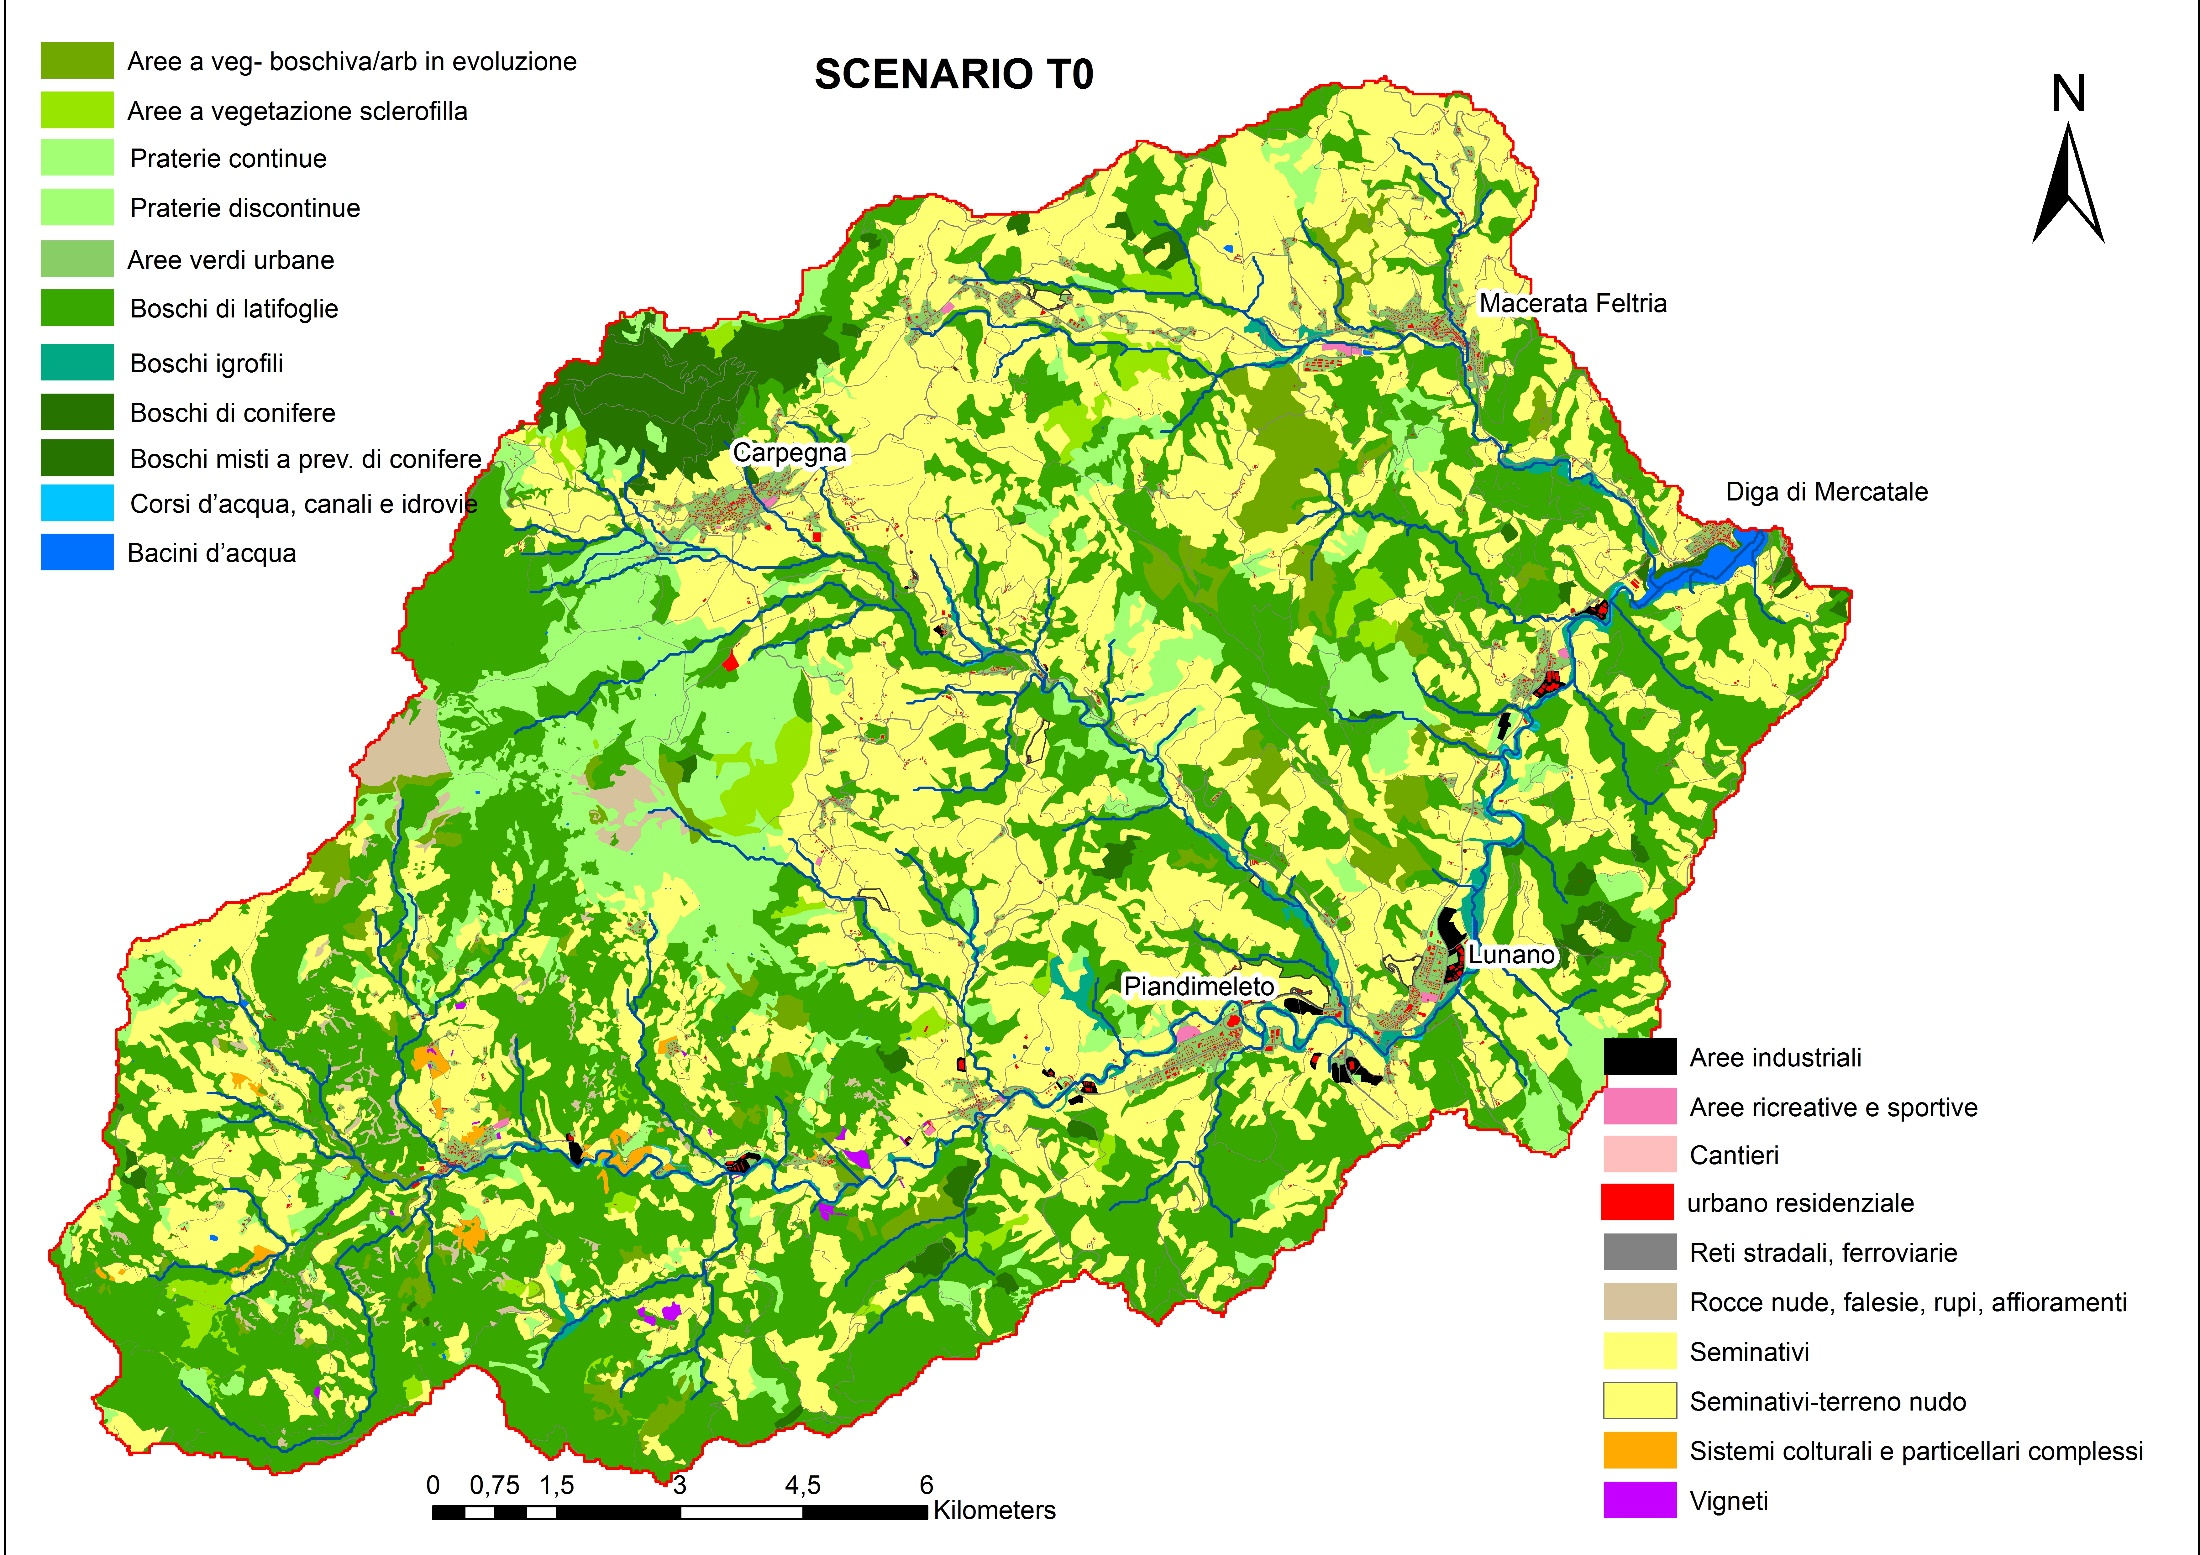 SCENARIO T0
N
Aree a veg- boschiva/arb in evoluzione
Aree a vegetazione sclerofilla
Praterie continue
Praterie discontinue
Aree verdi urbane
Boschi di latifoglie
Boschi igrofili
Boschi di conifere
Boschi misti a prev. di conifere
Corsi d'acqua, canali e idrovie
Bacini d'acqua
Macerata Feltria
Carpegna
Diga di Mercatale
Lunano
Piandimeleto
Aree industriali
Aree ricreative e sportive
Cantieri
urbano residenziale
Reti stradali, ferroviarie
Rocce nude, falesie, rupi, affioramenti
Seminativi
Seminativi-terreno nudo
Sistemi colturali e particellari complessi
Vigneti
0 0,75 1,5 3 4,5 6
Kilometers